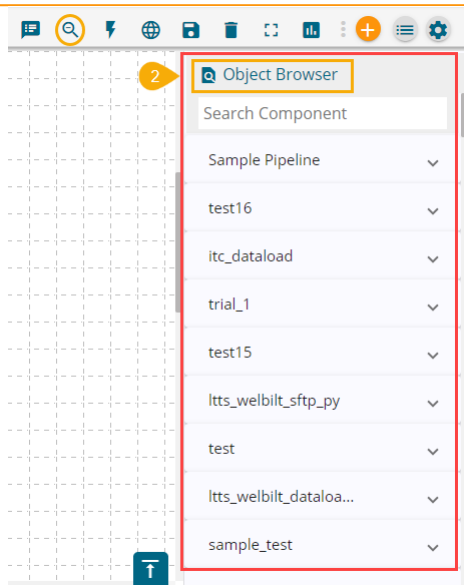 2
Object Browser
Search Component
Sample Pipeline
test16
itc_dataload
trial_1
test15
ltts_welbilt_sftp_py
test
ltts_welbilt_dataloa...
sample_test